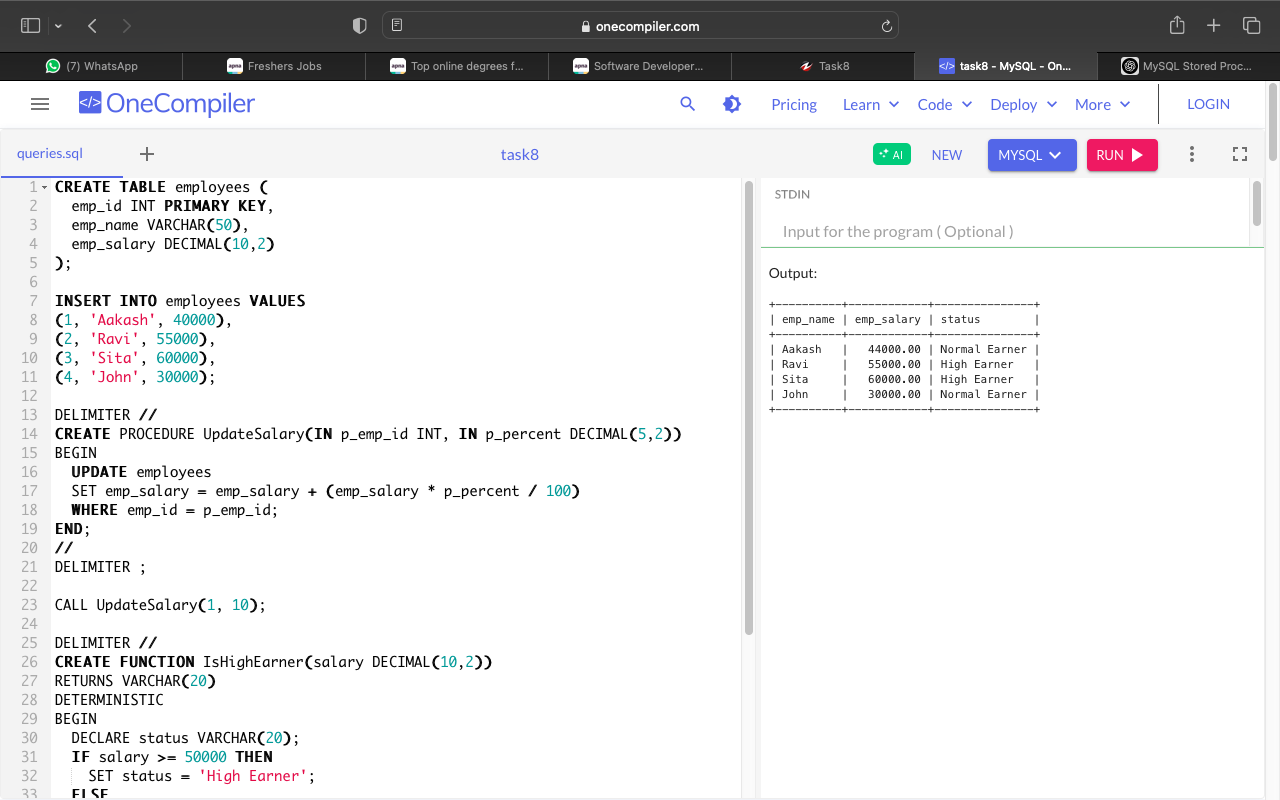 onecompiler.com
(7) WhatsApp
apna Freshers Jobs
apna Top online degrees f...
apna Software Developer...
Task8
</> task8 - MySQL - On...
MySQL Stored Proc...
</> OneCompiler
Pricing
Learn
Code
Deploy
More
LOGIN
queries.sql
+
task8
AI
NEW
MYSQL
RUN
1 CREATE TABLE employees (
2   emp_id INT PRIMARY KEY,
3   emp_name VARCHAR(50),
4   emp_salary DECIMAL(10,2)
5 );
6
7 INSERT INTO employees VALUES
8 (1, 'Aakash', 40000),
9 (2, 'Ravi', 55000),
10 (3, 'Sita', 60000),
11 (4, 'John', 30000);
12
13 DELIMITER //
14 CREATE PROCEDURE UpdateSalary(IN p_emp_id INT, IN p_percent DECIMAL(5,2))
15 BEGIN
16   UPDATE employees
17   SET emp_salary = emp_salary + (emp_salary * p_percent / 100)
18   WHERE emp_id = p_emp_id;
19 END;
20 //
21 DELIMITER ;
22
23 CALL UpdateSalary(1, 10);
24
25 DELIMITER //
26 CREATE FUNCTION IsHighEarner(salary DECIMAL(10,2))
27 RETURNS VARCHAR(20)
28 DETERMINISTIC
29 BEGIN
30   DECLARE status VARCHAR(20);
31   IF salary >= 50000 THEN
32     SET status = 'High Earner';
33   ELSE
STDIN
Input for the program ( Optional )
Output:
+----------+------------+---------------+
| emp_name | emp_salary | status        |
+----------+------------+---------------+
| Aakash   |   44000.00 | Normal Earner |
| Ravi     |   55000.00 | High Earner   |
| Sita     |   60000.00 | High Earner   |
| John     |   30000.00 | Normal Earner |
+----------+------------+---------------+